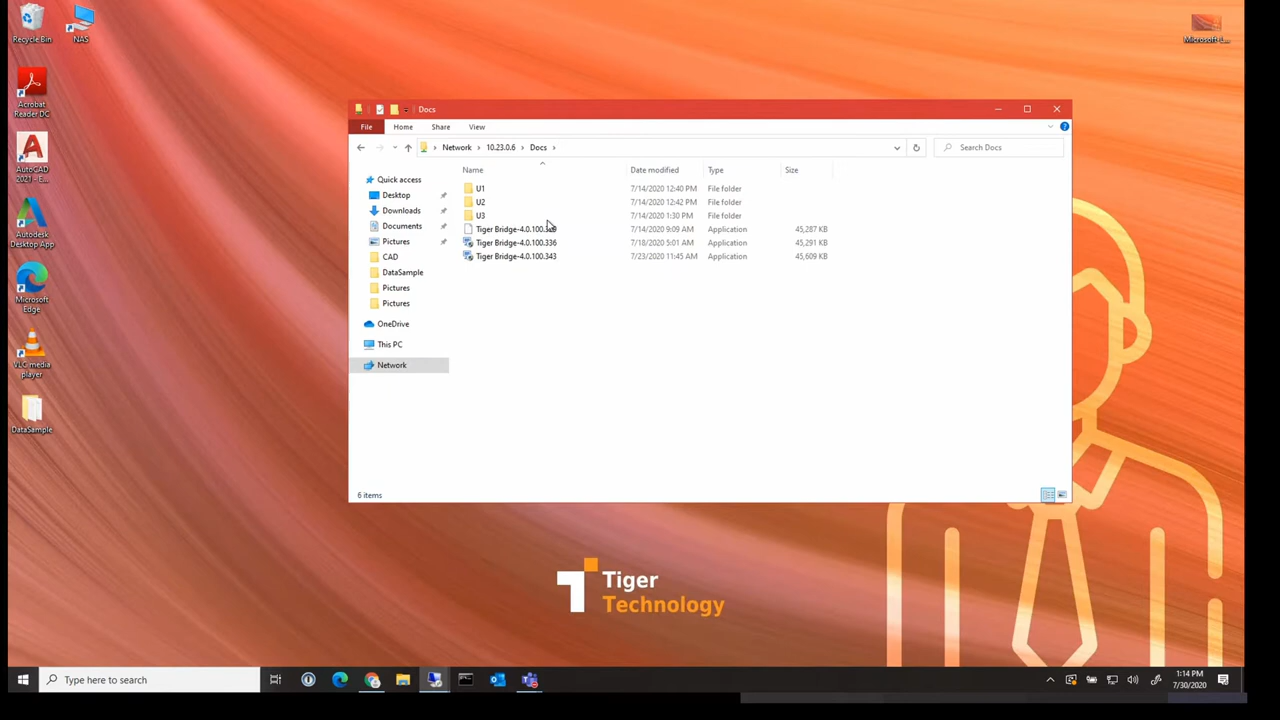 Recycle Bin
NAS
Microsoft-L...
Acrobat
Reader DC
AutoCAD
2021 - E...
Autodesk
Desktop App
Microsoft
Edge
VLC media
player
DataSample
Docs
File Home Share View
Network > 10.23.0.6 > Docs >
Search Docs
Name Date modified Type Size
Quick access
Desktop
Downloads
Documents
Pictures
CAD
DataSample
Pictures
Pictures
OneDrive
This PC
Network
U1 7/14/2020 12:40 PM File folder
U2 7/14/2020 12:42 PM File folder
U3 7/14/2020 1:30 PM File folder
Tiger 7/14/2020 9:09 AM Application 45,287 KB
Tiger Bridge-4.0.100.336 7/18/2020 5:01 AM Application 45,291 KB
Tiger Bridge-4.0.100.343 7/23/2020 11:45 AM Application 45,609 KB
6 items
Tiger
Technology
Type here to search
1:14 PM
7/30/2020